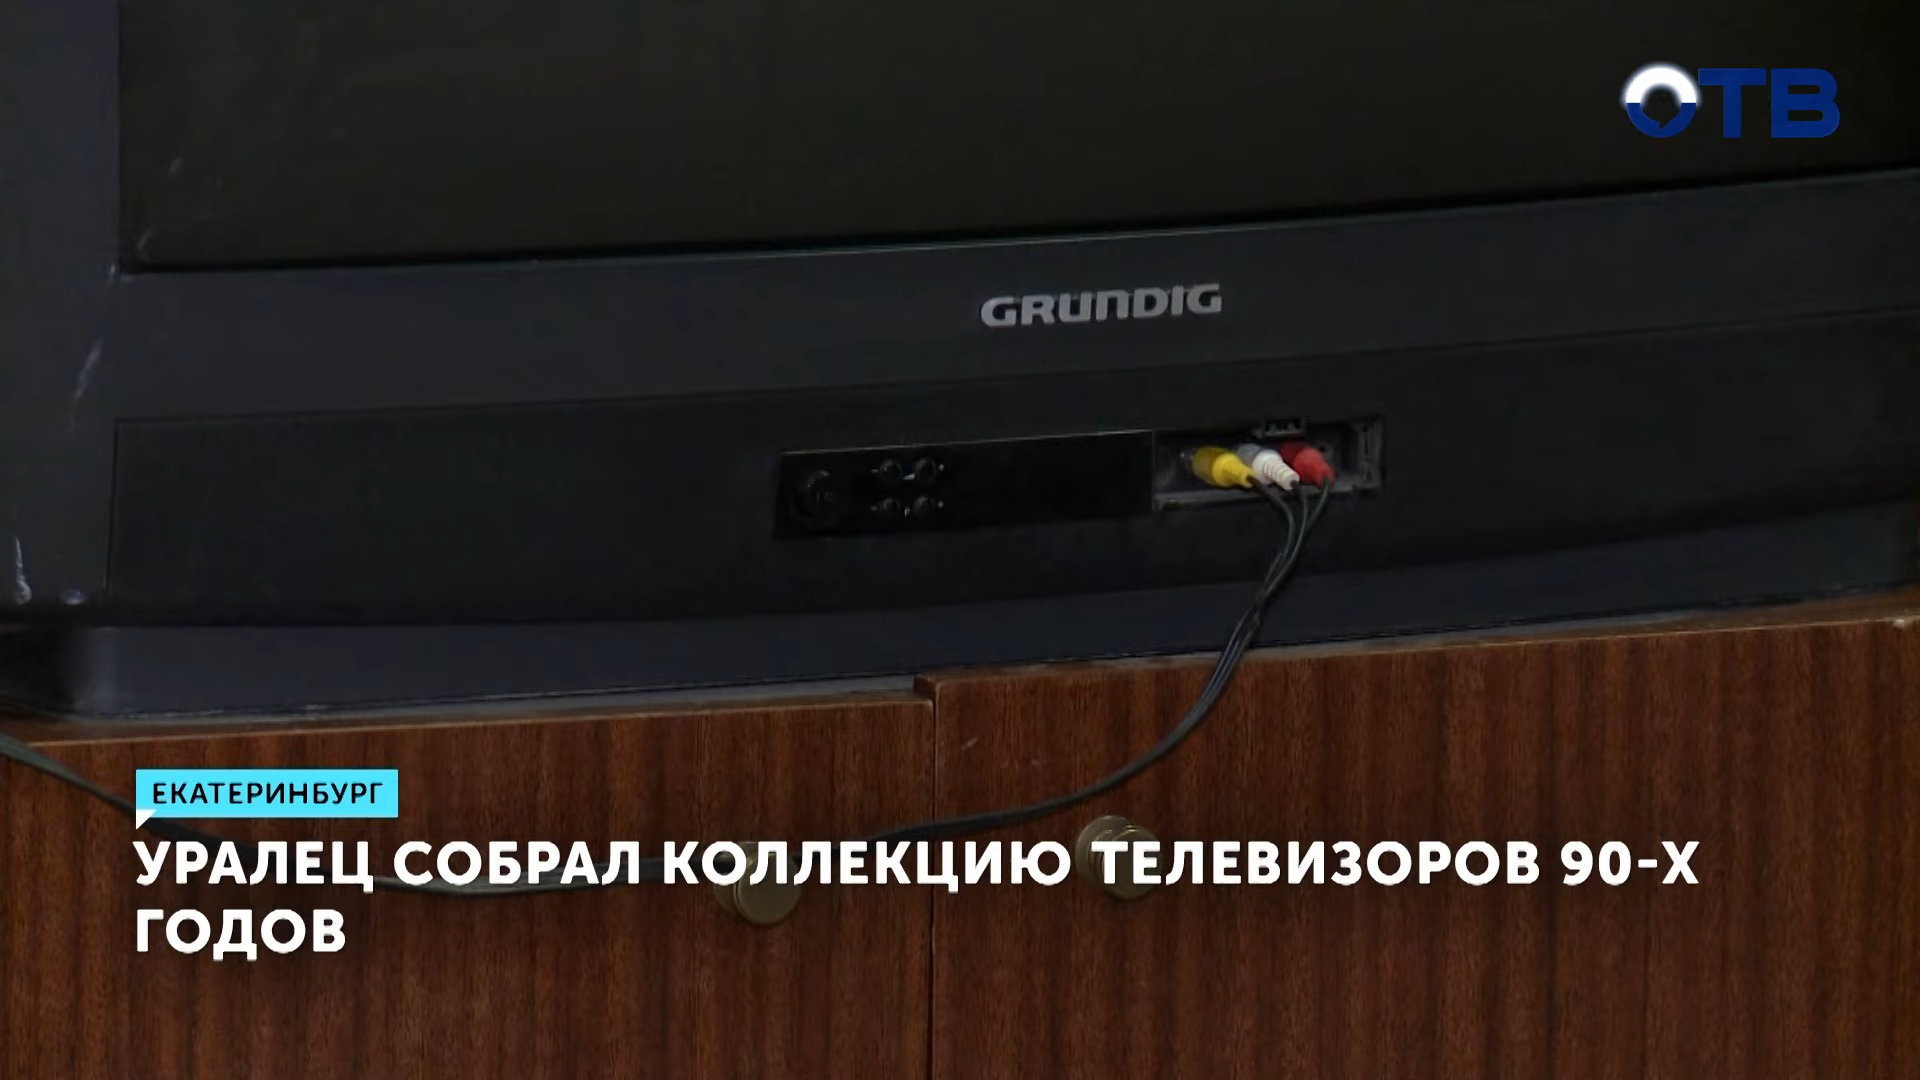 ОТВ
GRUNDIG
ЕКАТЕРИНБУРГ
УРАЛЕЦ СОБРАЛ КОЛЛЕКЦИЮ ТЕЛЕВИЗОРОВ 90-Х
ГОДОВ